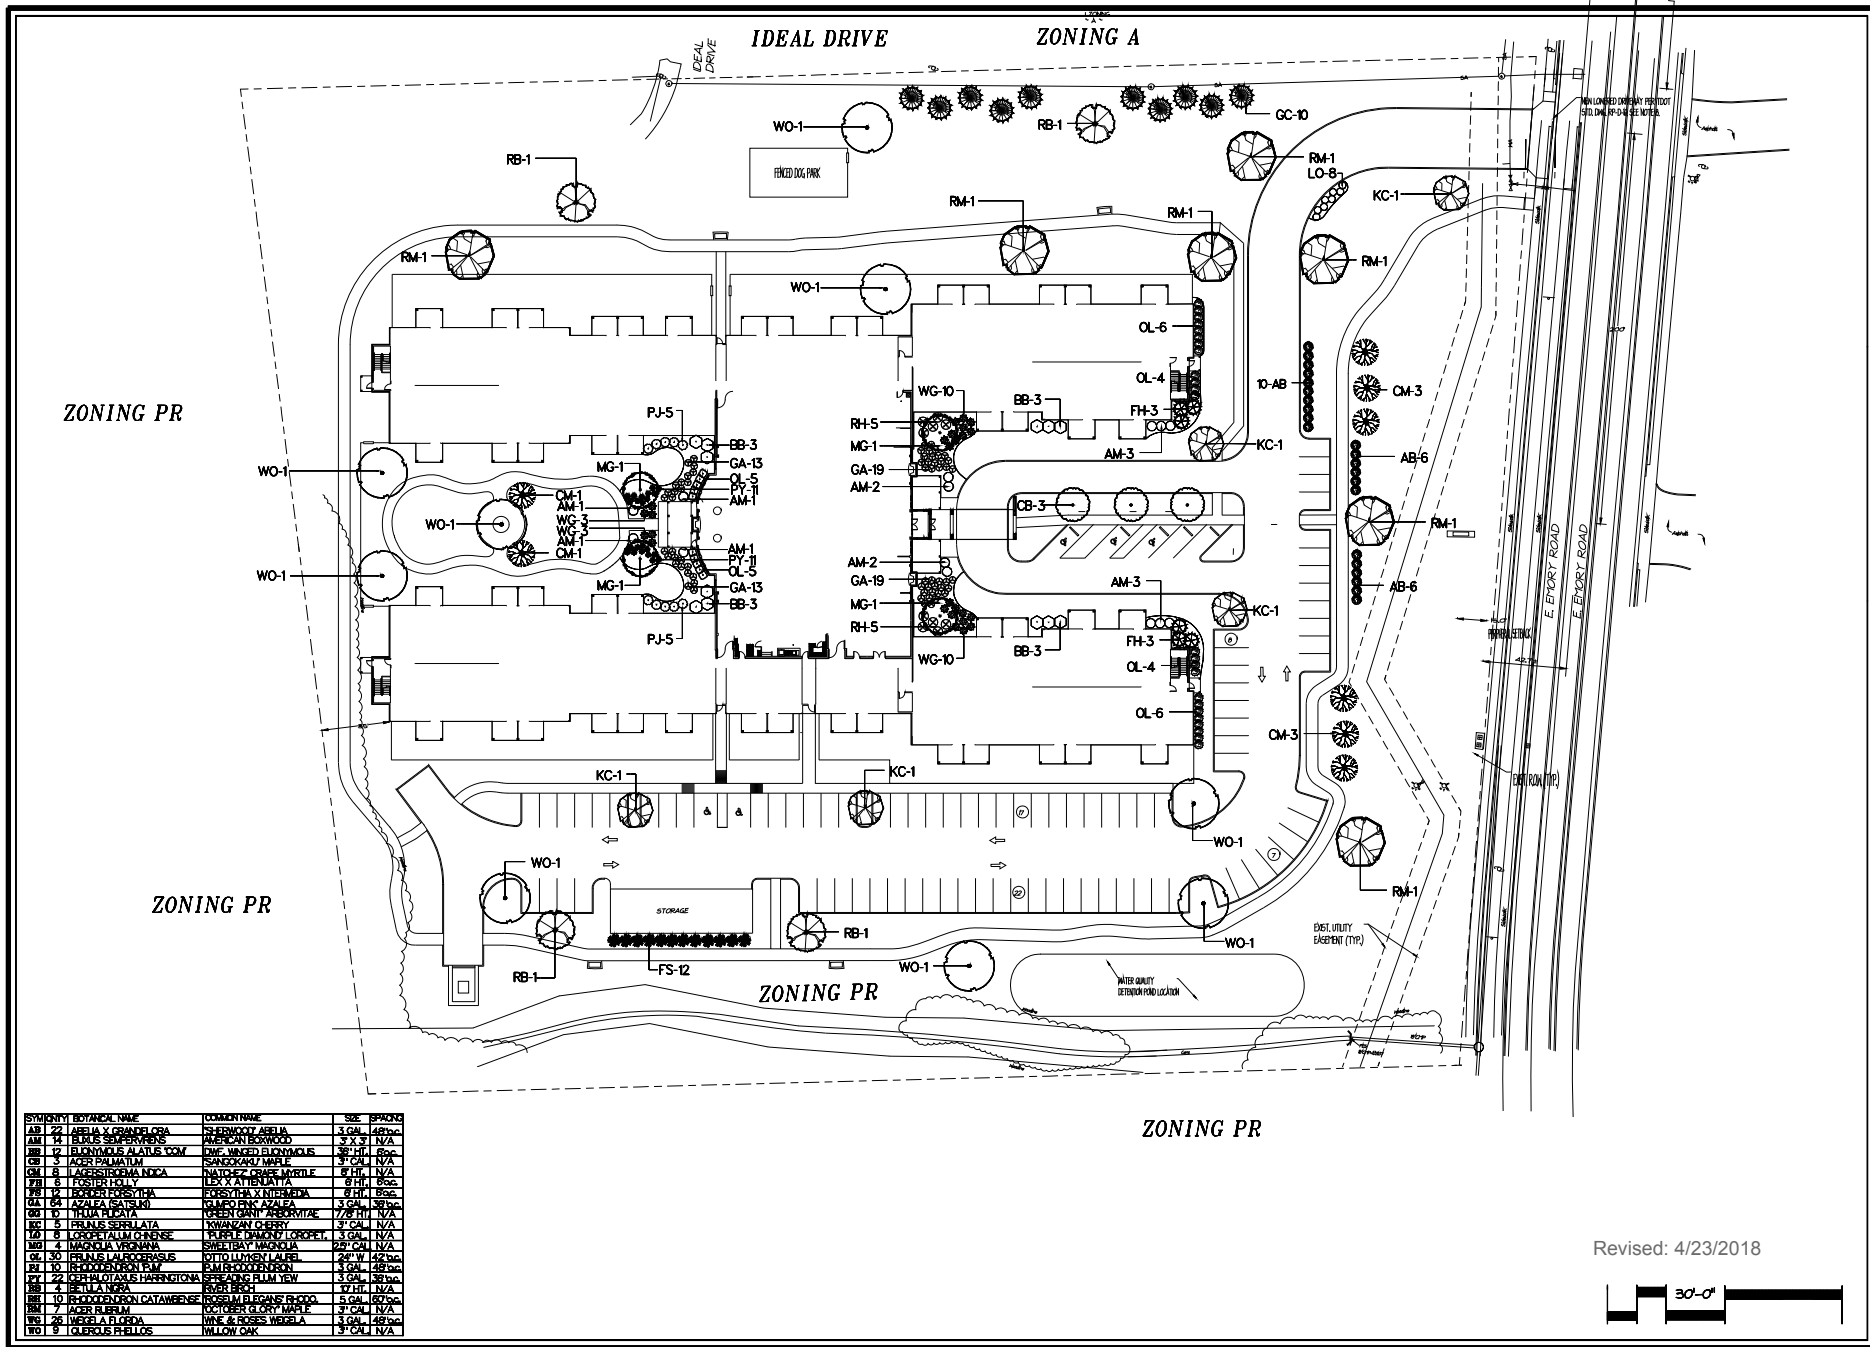 IDEAL DRIVE
ZONING A
IDEAL
DRIVE
NEW LOWERED DRIVEWAY PER TDOT
GC-10
WO-1
RB-1
RB-1
FENCED DOG PARK
RM-1
LO-8
KC-1
RM-1
RM-1
RM-1
RM-1
WO-1
OL-6
ZONING PR
OL-4
10-AB
CM-3
WG-10
BB-3
FH-3
PJ-5
RH-5
BB-3
MG-1
KC-1
AM-3
AB-6
WO-1
MG-1
GA-13
GA-19
OL-5
AM-2
PY-11
CM-1
AM-1
AM-1
CB-3
WO-1
WG-3
RM-1
WG-3
AM-1
CM-1
AM-1
PY-11
AM-2
WO-1
OL-5
GA-19
AM-3
MG-1
GA-13
AB-6
BB-3
MG-1
KC-1
PJ-5
RH-5
FH-3
BB-3
WG-10
OL-4
OL-6
CM-3
E. EMORY ROAD
E. EMORY ROAD
PERIPHERAL SETBACK
8
EXIST. R.O.W. (TYP.)
KC-1
KC-1
17
WO-1
7
WO-1
RM-1
22
ZONING PR
STORAGE
RB-1
EXIST. UTILITY
EASEMENT (TYP.)
WO-1
RB-1
FS-12
WO-1
ZONING PR
WATER QUALITY
DETENTION POND LOCATION
ZONING PR
SYM QNTY BOTANICAL NAME COMMON NAME SIZE SPACING
AB 22 ABELIA X GRANDFLORA 'SHERWOOD' ABELIA 3 GAL. 48"o.c.
AM 14 BUXUS SEMPERVIRENS AMERICAN BOXWOOD 3' X 3' N/A
BB 12 EUONYMOUS ALATUS 'COM' DWF. WINGED EUONYMOUS 36" HT. 6'o.c.
CB 3 ACER PALMATUM 'SANGOKAKU' MAPLE 3" CAL. N/A
CM 8 LAGERSTROEMA INDICA 'NATCHEZ' CRAPE MYRTLE 6' HT. N/A
FH 6 FOSTER HOLLY ILEX X ATTENUATTA 6' HT. 6'o.c.
FS 12 BORDER FORSYTHIA FORSYTHIA X INTERMEDIA 6' HT. 6'o.c.
GA 64 AZALEA (SATSUKI) 'GUMPO PINK' AZALEA 3 GAL. 36"o.c.
GG 10 THUJA PLICATA 'GREEN GIANT' ARBORVITAE 7/8' HT. N/A
KC 5 PRUNUS SERRULATA 'KWANZAN' CHERRY 3" CAL. N/A
LO 8 LOROPETALUM CHINENSE 'PURPLE DIAMOND' LOROPET. 3 GAL. N/A
MG 4 MAGNOLIA VIRGINIANA SWEETBAY' MAGNOLIA 2.5" CAL. N/A
OL 30 PRUNUS LAUROCERASUS 'OTTO LUYKEN' LAUREL 24" W 42"o.c.
PJ 10 RHODODENDRON 'PJM' PJM RHODODENDRON 3 GAL. 48"o.c.
PY 22 CEPHALOTAXUS HARRINGTONIA SPREADING PLUM YEW 3 GAL. 36"o.c.
RB 4 BETULA NIGRA RIVER BIRCH 10' HT. N/A
RH 10 RHODODENDRON CATAWBIENSE 'ROSEUM ELEGANS' RHODO. 5 GAL. 60"o.c.
RM 7 ACER RUBRUM 'OCTOBER GLORY' MAPLE 3" CAL. N/A
WG 26 WEIGELA FLORIDA WINE & ROSES WEIGELA 3 GAL. 48"o.c.
WO 9 QUERCUS PHELLOS WILLOW OAK 3" CAL. N/A
Revised: 4/23/2018
30'-0"